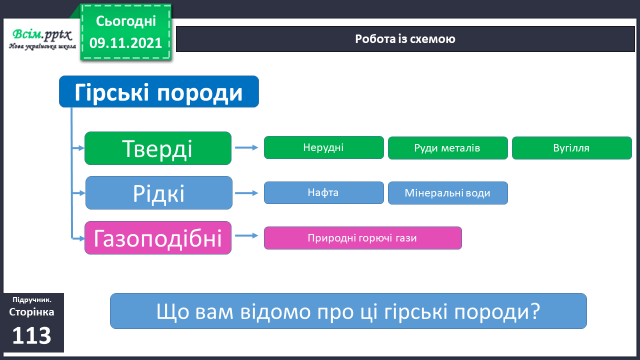 Всім.pptx
Нова українська школа
Сьогодні
09.11.2021
Робота із схемою
Гірські породи
Тверді
Нерудні
Руди металів
Вугілля
Рідкі
Нафта
Мінеральні води
Газоподібні
Природні горючі гази
Підручник.
Сторінка
113
Що вам відомо про ці гірські породи?